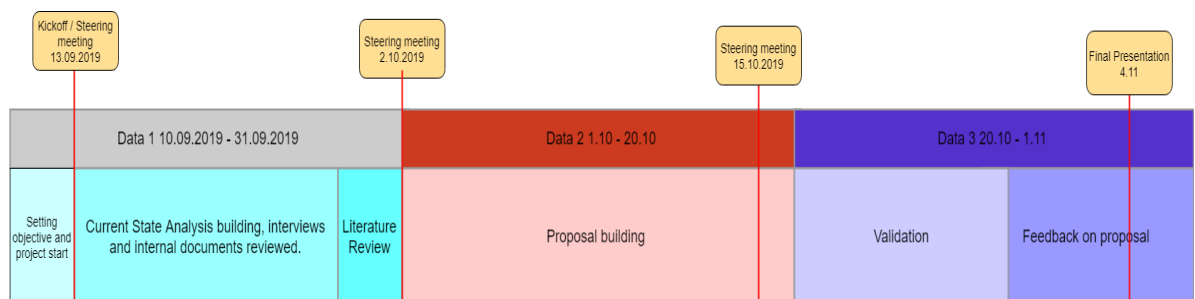 Kickoff / Steering
meeting
13.09.2019
Steering meeting
2.10.2019
Steering meeting
15.10.2019
Final Presentation
4.11
Data 1 10.09.2019 - 31.09.2019
Data 2 1.10 - 20.10
Data 3 20.10 - 1.11
Setting
objective and
project start
Current State Analysis building, interviews
and internal documents reviewed.
Literature
Review
Proposal building
Validation
Feedback on proposal